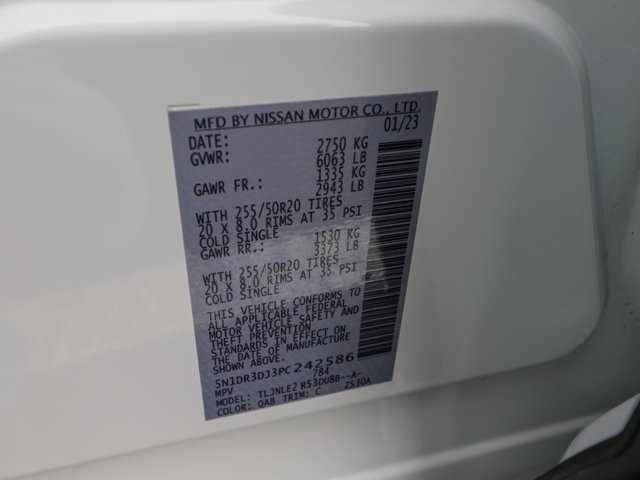 MFD BY NISSAN MOTOR CO., LTD.
DATE: 01/23
GVWR: 2750 KG
6063 LB
GAWR FR.: 1335 KG
2943 LB
WITH 255/50R20 TIRES
20 X 8.0 RIMS AT 35 PSI
COLD SINGLE
GAWR RR.: 1530 KG
3373 LB
WITH 255/50R20 TIRES
20 X 8.0 RIMS AT 35 PSI
COLD SINGLE
THIS VEHICLE CONFORMS TO
ALL APPLICABLE FEDERAL
MOTOR VEHICLE SAFETY AND
THEFT PREVENTION
STANDARDS IN EFFECT ON
THE DATE OF MANUFACTURE
SHOWN ABOVE.
5N1DR3DJ3PC242586
MPV 784
MODEL: TLJNLE2 R53DUBB--A-
COLOR: QAB TRIM: C 2S30A